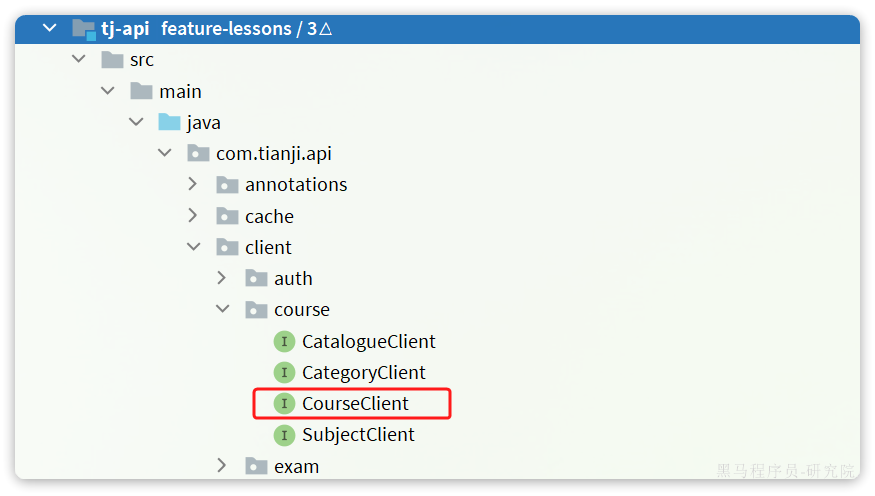 tj-api feature-lessons / 3△
src
main
java
com.tianji.api
annotations
cache
client
auth
course
CatalogueClient
CategoryClient
CourseClient
SubjectClient
exam
黑马程序员-研究院